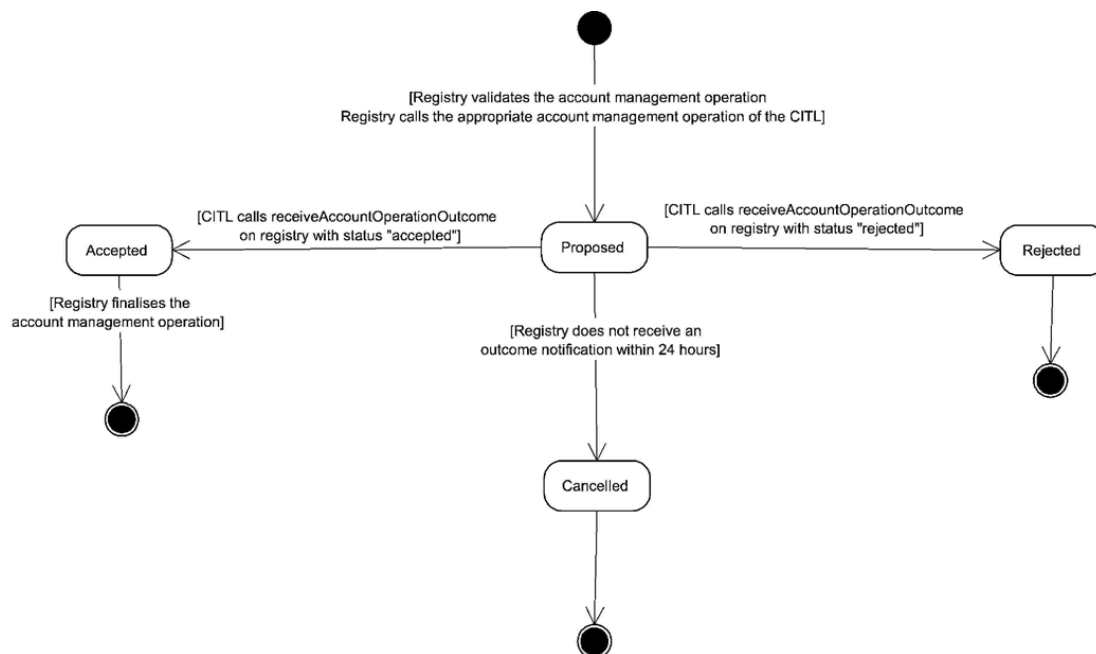 [Registry validates the account management operation
Registry calls the appropriate account management operation of the CITL]
[CITL calls receiveAccountOperationOutcome
on registry with status "accepted"]
[CITL calls receiveAccountOperationOutcome
on registry with status "rejected"]
Accepted
Proposed
Rejected
[Registry finalises the
account management operation]
[Registry does not receive an
outcome notification within 24 hours]
Cancelled